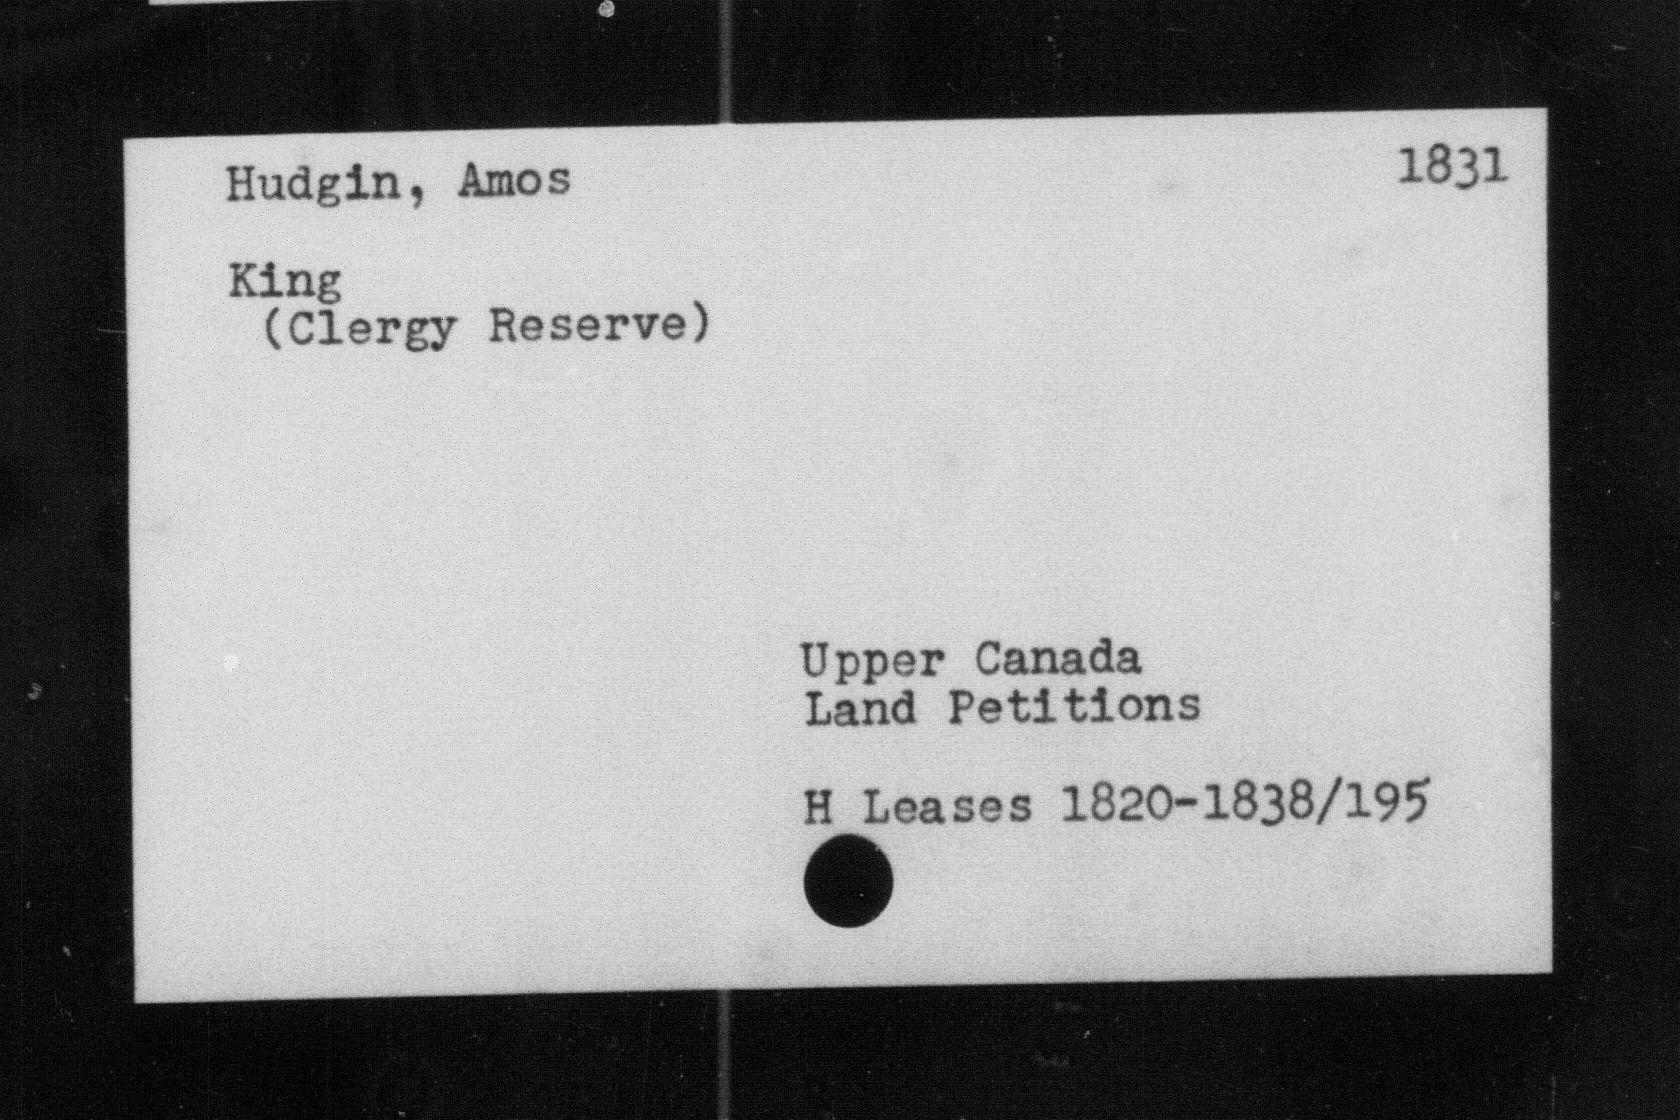 Hudgin, Amos
1831
King
(Clergy Reserve)
Upper Canada
Land Petitions
H Leases 1820-1838/195